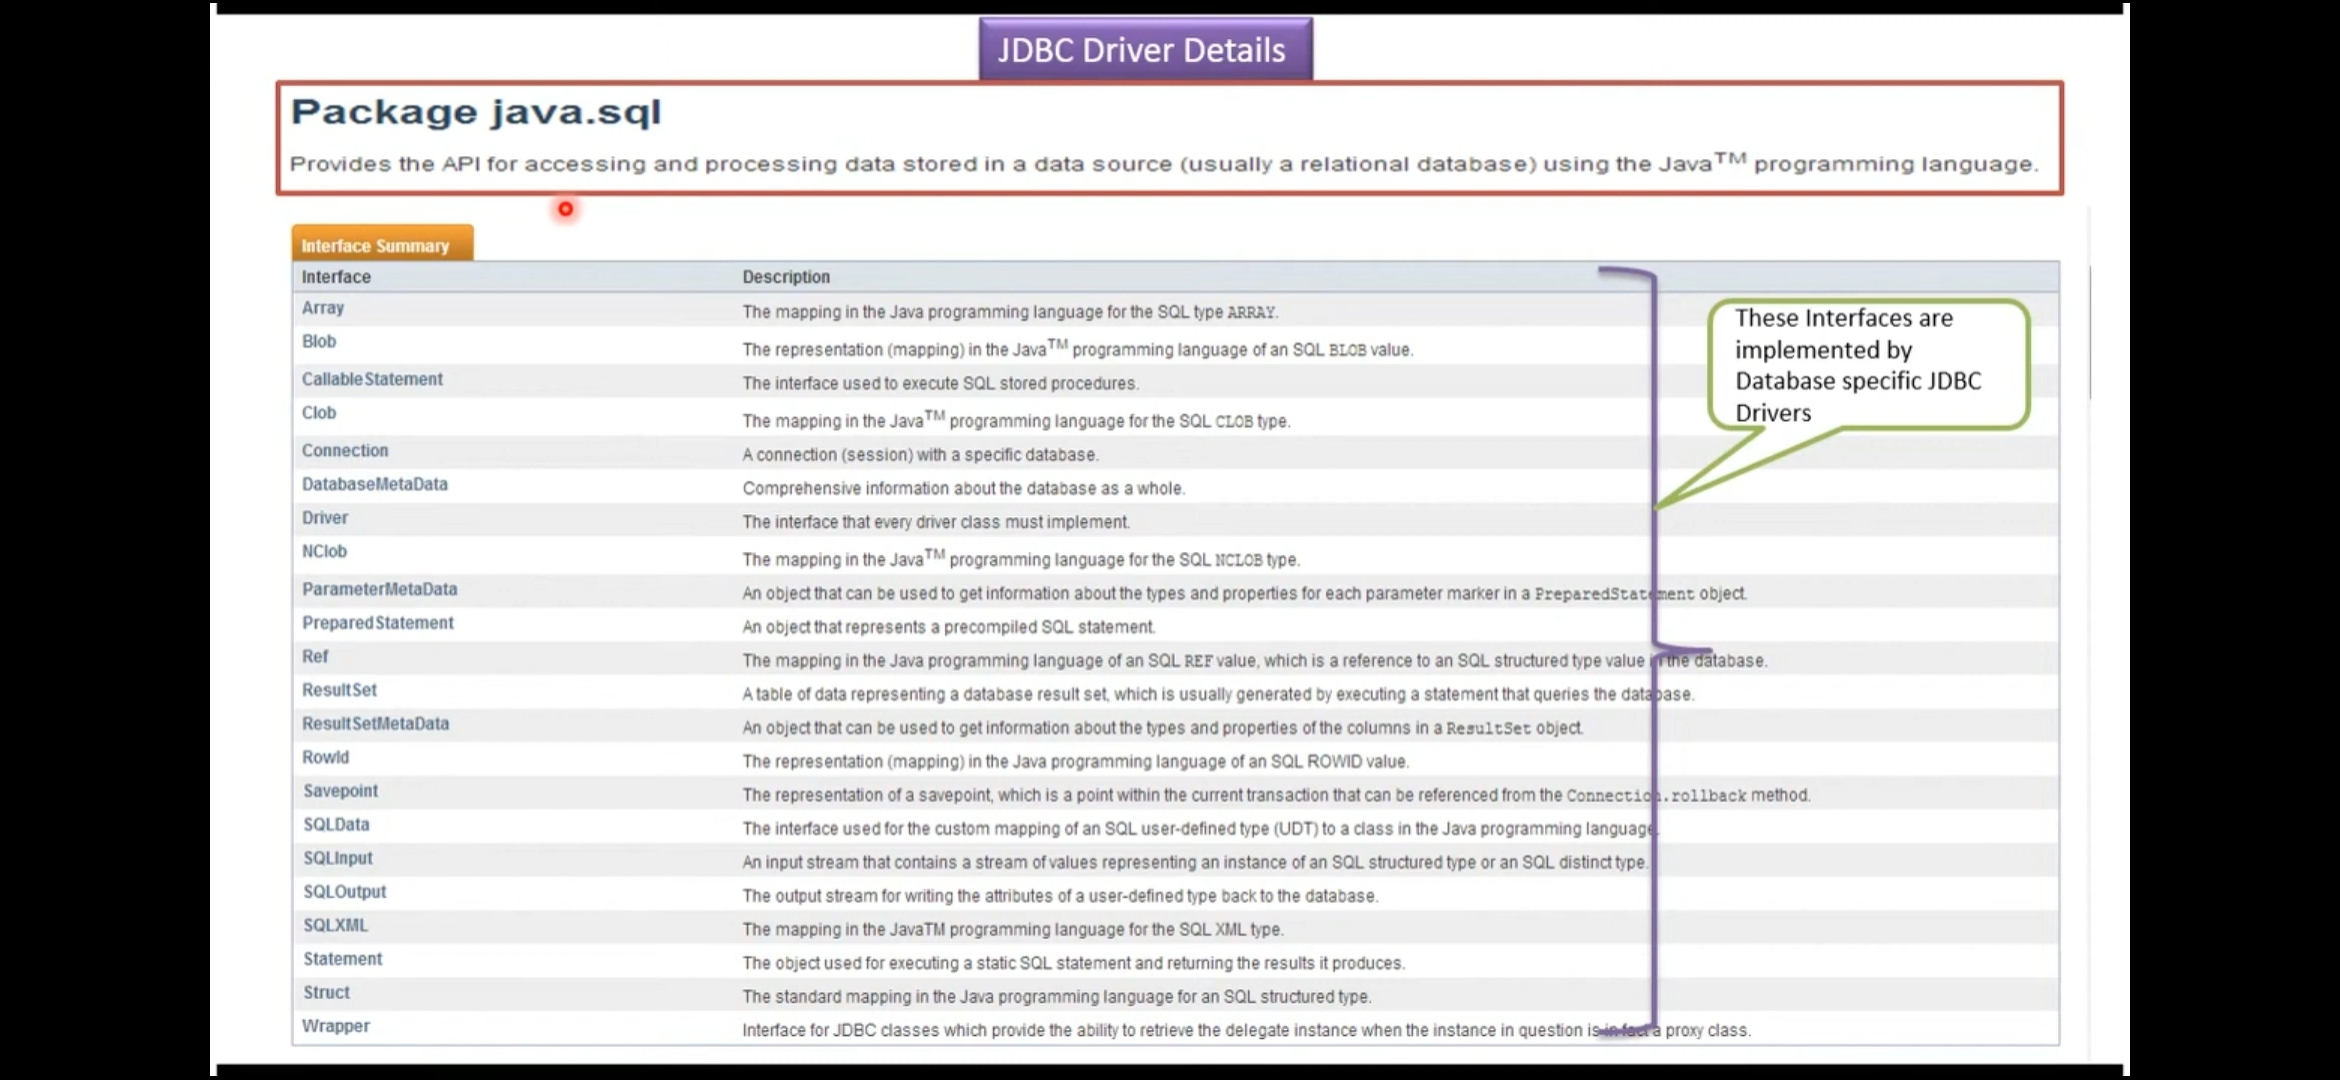 JDBC Driver Details
Package java.sql
Provides the API for accessing and processing data stored in a data source (usually a relational database) using the Java™ programming language.
Interface Summary
Interface Description
Array The mapping in the Java programming language for the SQL type ARRAY.
Blob The representation (mapping) in the Java™ programming language of an SQL BLOB value.
CallableStatement The interface used to execute SQL stored procedures.
Clob The mapping in the Java™ programming language for the SQL CLOB type.
Connection A connection (session) with a specific database.
DatabaseMetaData Comprehensive information about the database as a whole.
Driver The interface that every driver class must implement.
NClob The mapping in the Java™ programming language for the SQL NCLOB type.
ParameterMetaData An object that can be used to get information about the types and properties for each parameter marker in a PreparedStatement object.
PreparedStatement An object that represents a precompiled SQL statement.
Ref The mapping in the Java programming language of an SQL REF value, which is a reference to an SQL structured type value in the database.
ResultSet A table of data representing a database result set, which is usually generated by executing a statement that queries the database.
ResultSetMetaData An object that can be used to get information about the types and properties of the columns in a ResultSet object.
RowId The representation (mapping) in the Java programming language of an SQL ROWID value.
Savepoint The representation of a savepoint, which is a point within the current transaction that can be referenced from the Connection.rollback method.
SQLData The interface used for the custom mapping of an SQL user-defined type (UDT) to a class in the Java programming language.
SQLInput An input stream that contains a stream of values representing an instance of an SQL structured type or an SQL distinct type.
SQLOutput The output stream for writing the attributes of a user-defined type back to the database.
SQLXML The mapping in the JavaTM programming language for the SQL XML type.
Statement The object used for executing a static SQL statement and returning the results it produces.
Struct The standard mapping in the Java programming language for an SQL structured type.
Wrapper Interface for JDBC classes which provide the ability to retrieve the delegate instance when the instance in question is in fact a proxy class.
These Interfaces are
implemented by
Database specific JDBC
Drivers